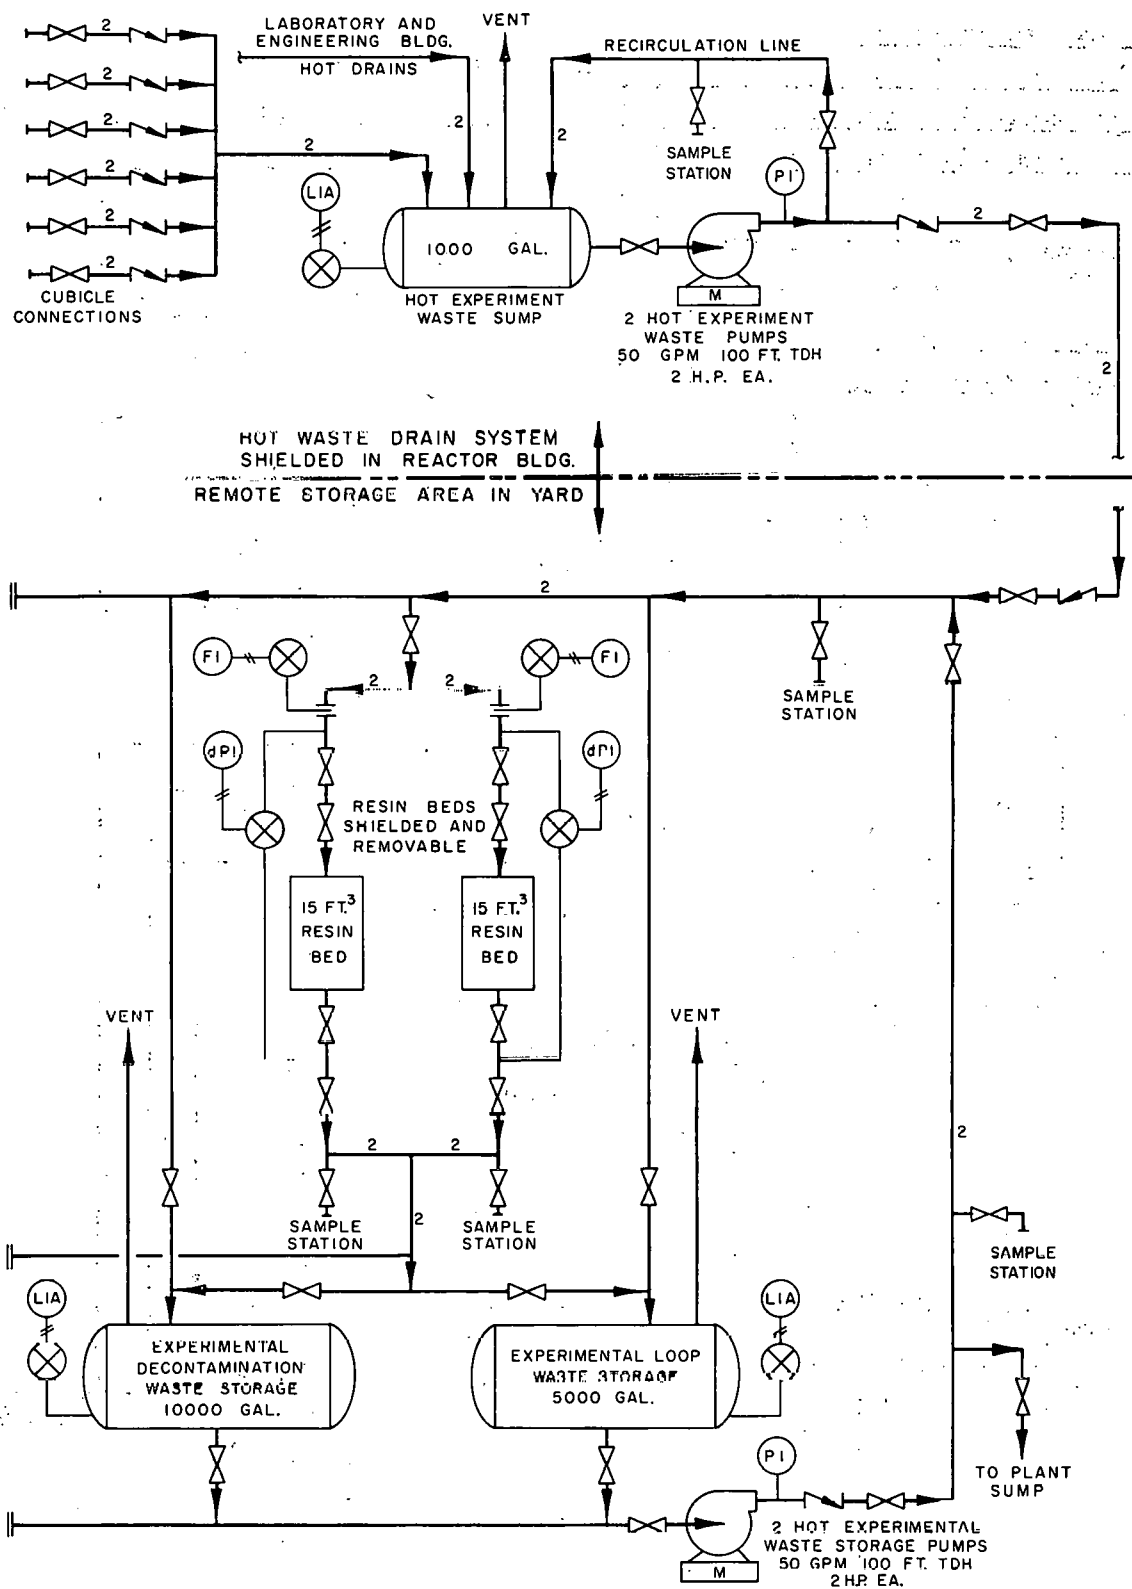 LABORATORY AND
ENGINEERING BLDG.
HOT DRAINS
VENT
RECIRCULATION LINE
2
2
2
2
2
2
2
2
2
2
CUBICLE
CONNECTIONS
LIA
1000 GAL.
HOT EXPERIMENT
WASTE SUMP
SAMPLE
STATION
PI
M
2
2 HOT EXPERIMENT
WASTE PUMPS
50 GPM 100 FT. TDH
2 H.P. EA.
2
HOT WASTE DRAIN SYSTEM
SHIELDED IN REACTOR BLDG.
REMOTE STORAGE AREA IN YARD
2
FI
FI
2
2
SAMPLE
STATION
dPI
dPI
RESIN BEDS
SHIELDED AND
REMOVABLE
15 FT.³
RESIN
BED
15 FT.³
RESIN
BED
VENT
VENT
2
2
2
2
SAMPLE
STATION
SAMPLE
STATION
SAMPLE
STATION
LIA
LIA
EXPERIMENTAL
DECONTAMINATION
WASTE STORAGE
10000 GAL.
EXPERIMENTAL LOOP
WASTE STORAGE
5000 GAL.
PI
TO PLANT
SUMP
M
2 HOT EXPERIMENTAL
WASTE STORAGE PUMPS
50 GPM 100 FT. TDH
2 H.P. EA.